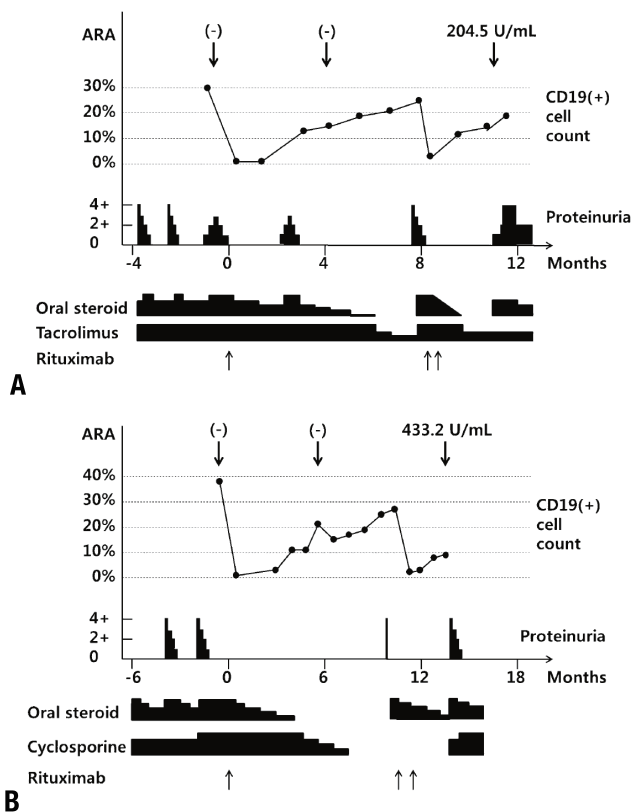 ARA
(-) (-) 204.5 U/mL
30%
20%
10%
0%
CD19(+)
cell
count
4+
2+
0
Proteinuria
-4 0 4 8 12 Months
Oral steroid
Tacrolimus
Rituximab
A
ARA
(-) (-) 433.2 U/mL
40%
30%
20%
10%
0%
CD19(+)
cell
count
4+
2+
0
Proteinuria
-6 0 6 12 18 Months
Oral steroid
Cyclosporine
Rituximab
B